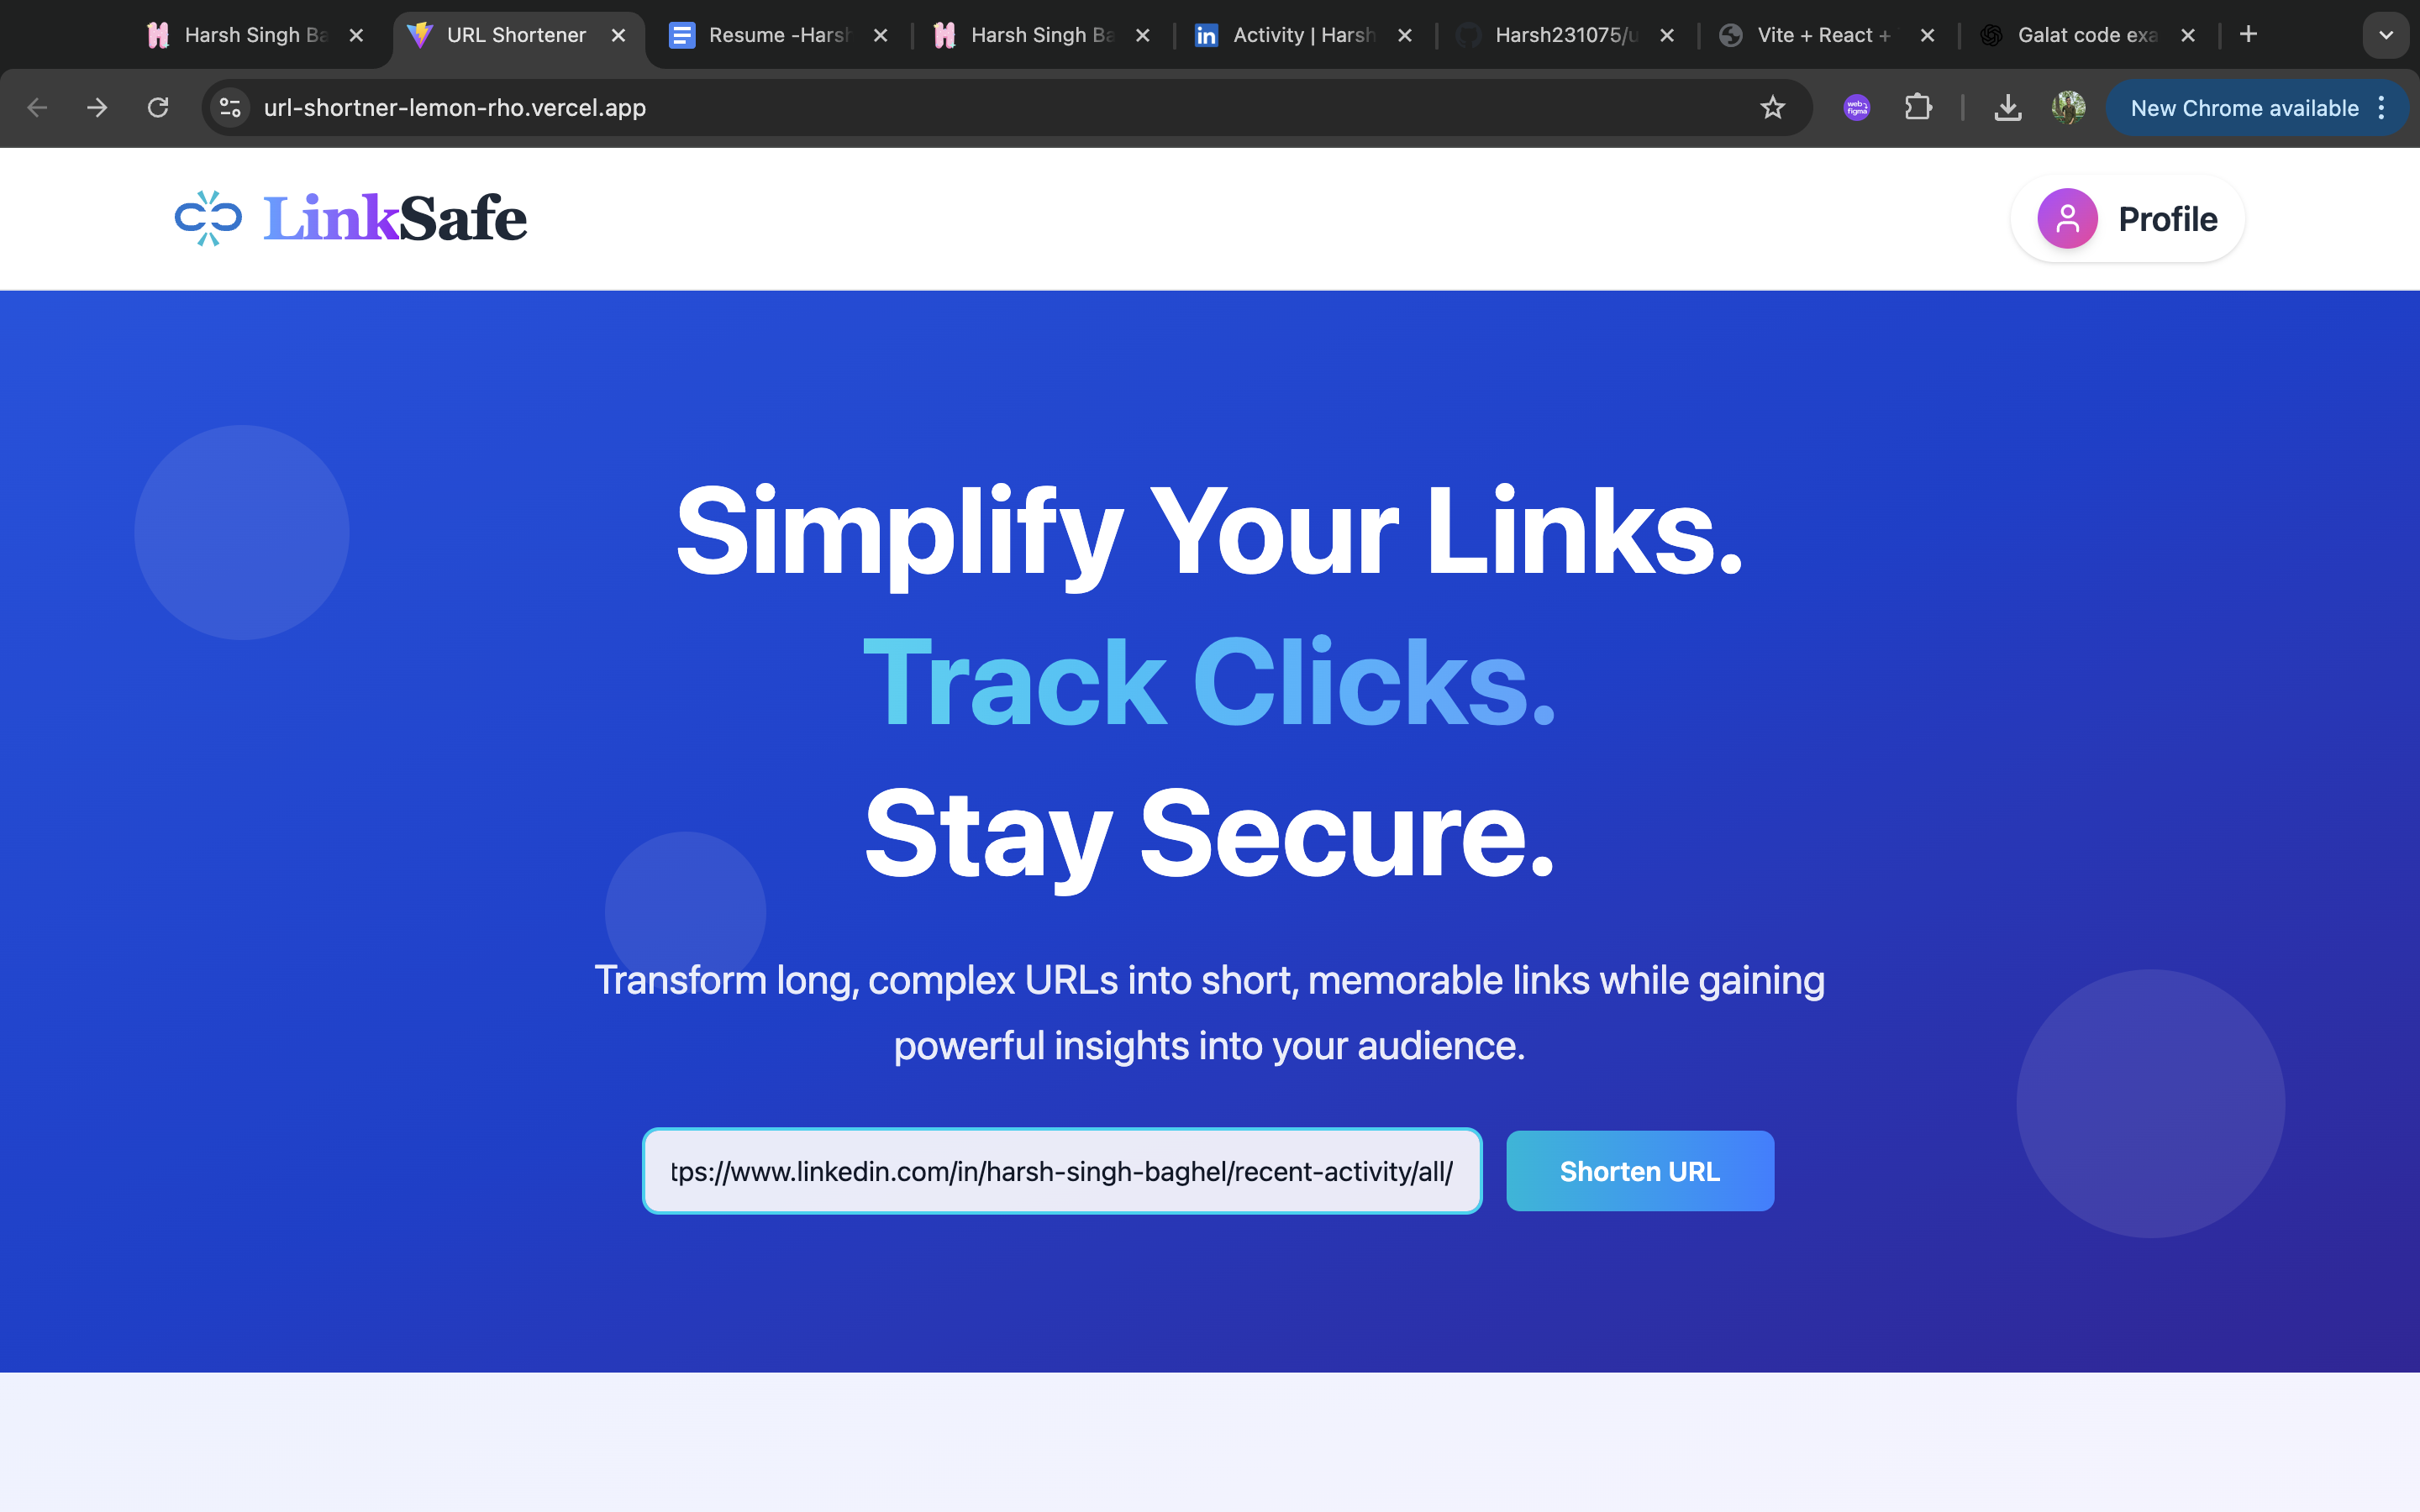 Harsh Singh Ba
URL Shortener
Resume -Harsh
Harsh Singh Ba
in
Activity | Harsh
Harsh231075/u
Vite + React +
Galat code exa
url-shortner-lemon-rho.vercel.app
web
figma
New Chrome available
LinkSafe
Profile
Simplify Your Links.
Track Clicks.
Stay Secure.
Transform long, complex URLs into short, memorable links while gaining
powerful insights into your audience.
tps://www.linkedin.com/in/harsh-singh-baghel/recent-activity/all/
Shorten URL